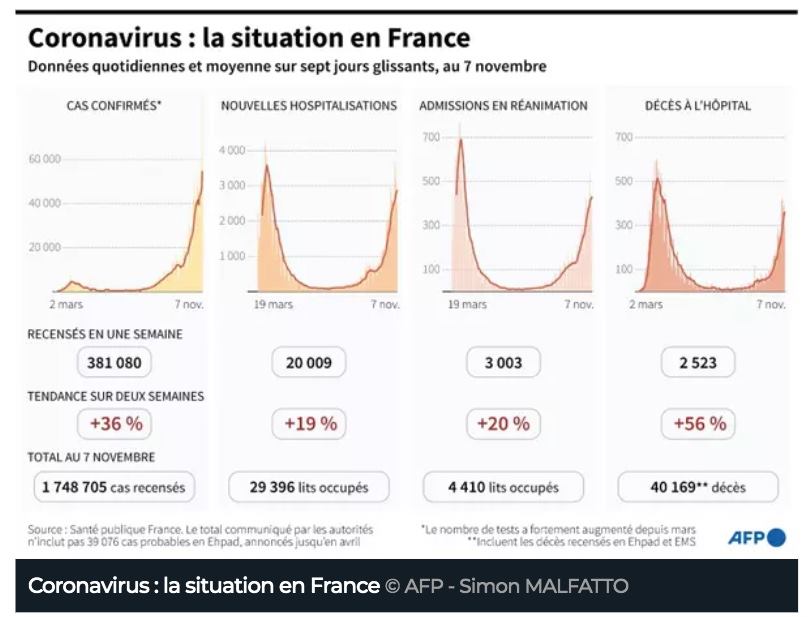 Coronavirus : la situation en France
Données quotidiennes et moyenne sur sept jours glissants, au 7 novembre
CAS CONFIRMÉS*
60 000
40 000
20 000
2 mars
7 nov.
NOUVELLES HOSPITALISATIONS
4 000
3 000
2 000
1 000
19 mars
7 nov.
ADMISSIONS EN RÉANIMATION
700
500
300
100
19 mars
7 nov.
DÉCÈS À L'HÔPITAL
700
500
300
100
2 mars
7 nov.
RECENSÉS EN UNE SEMAINE
381 080
20 009
3 003
2 523
TENDANCE SUR DEUX SEMAINES
+36 %
+19 %
+20 %
+56 %
TOTAL AU 7 NOVEMBRE
1 748 705 cas recensés
29 396 lits occupés
4 410 lits occupés
40 169** décès
Source : Santé publique France. Le total communiqué par les autorités
n'inclut pas 39 076 cas probables en Ehpad, annoncés jusqu'en avril
*Le nombre de tests a fortement augmenté depuis mars
**Incluent les décès recensés en Ehpad et EMS
AFP
Coronavirus : la situation en France © AFP - Simon MALFATTO